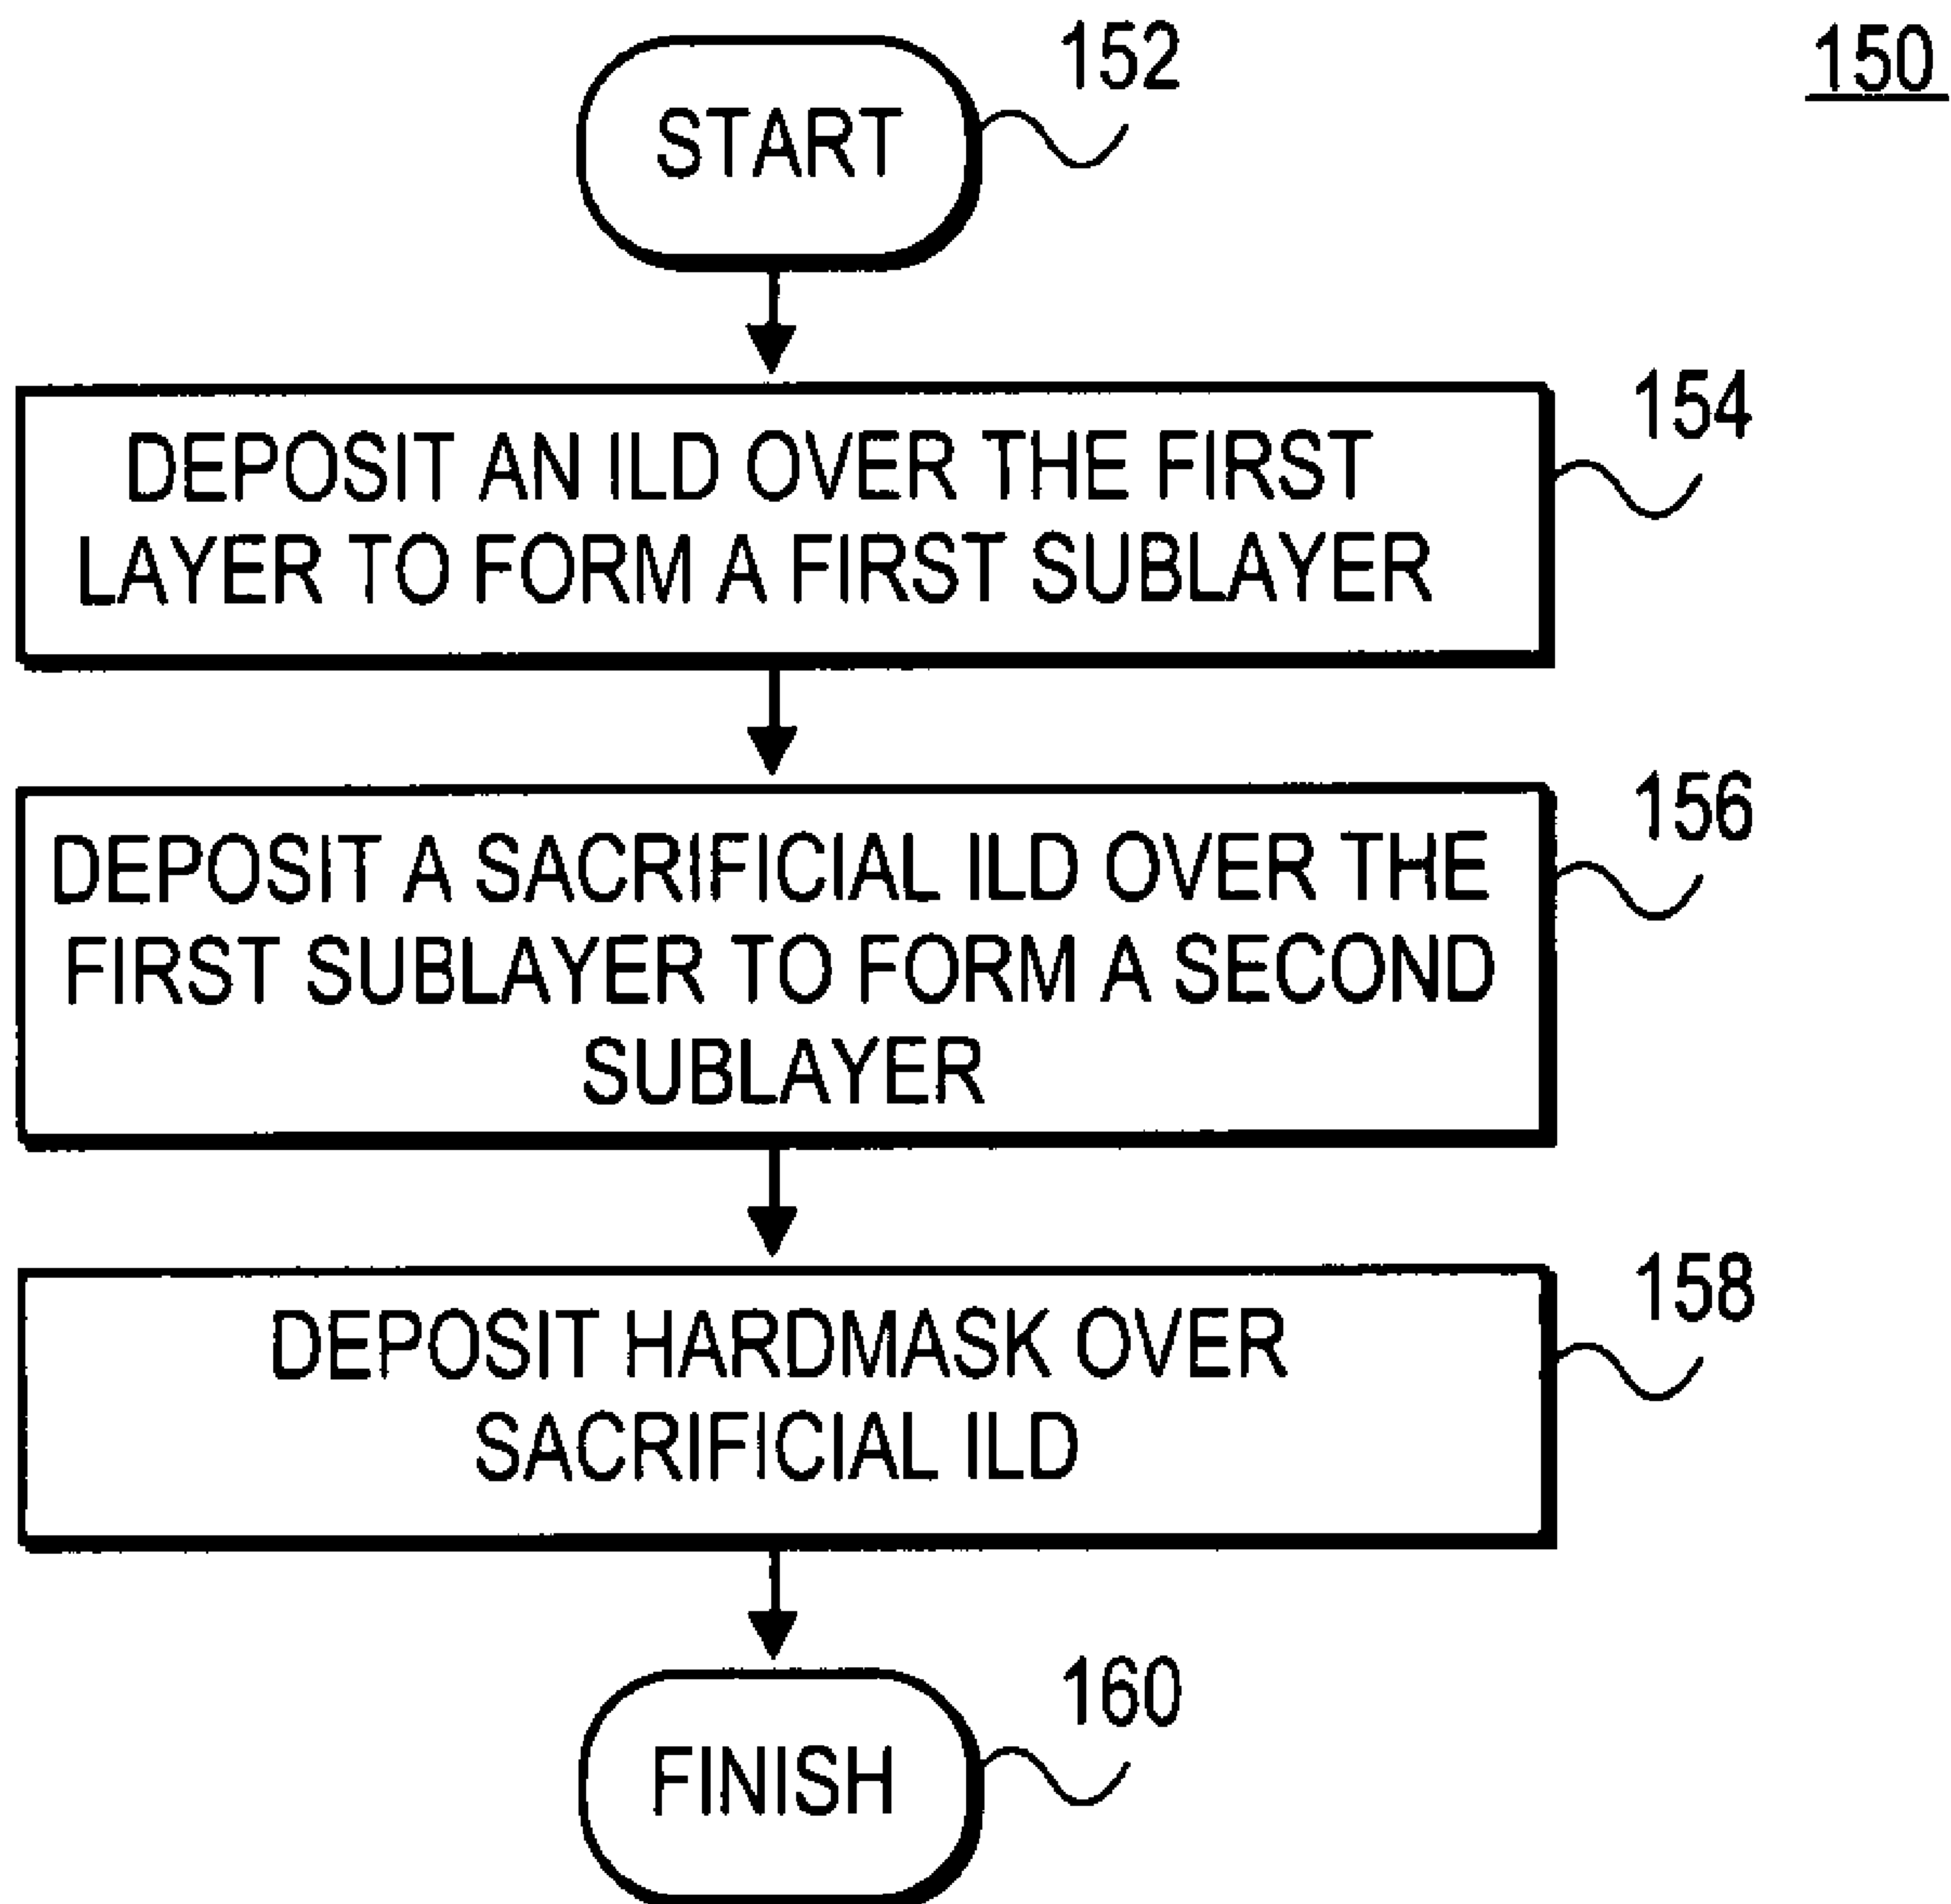 152
150
START
154
DEPOSIT AN ILD OVER THE FIRST
LAYER TO FORM A FIRST SUBLAYER
156
DEPOSIT A SACRIFICIAL ILD OVER THE
FIRST SUBLAYER TO FORM A SECOND
SUBLAYER
158
DEPOSIT HARDMASK OVER
SACRIFICIAL ILD
160
FINISH